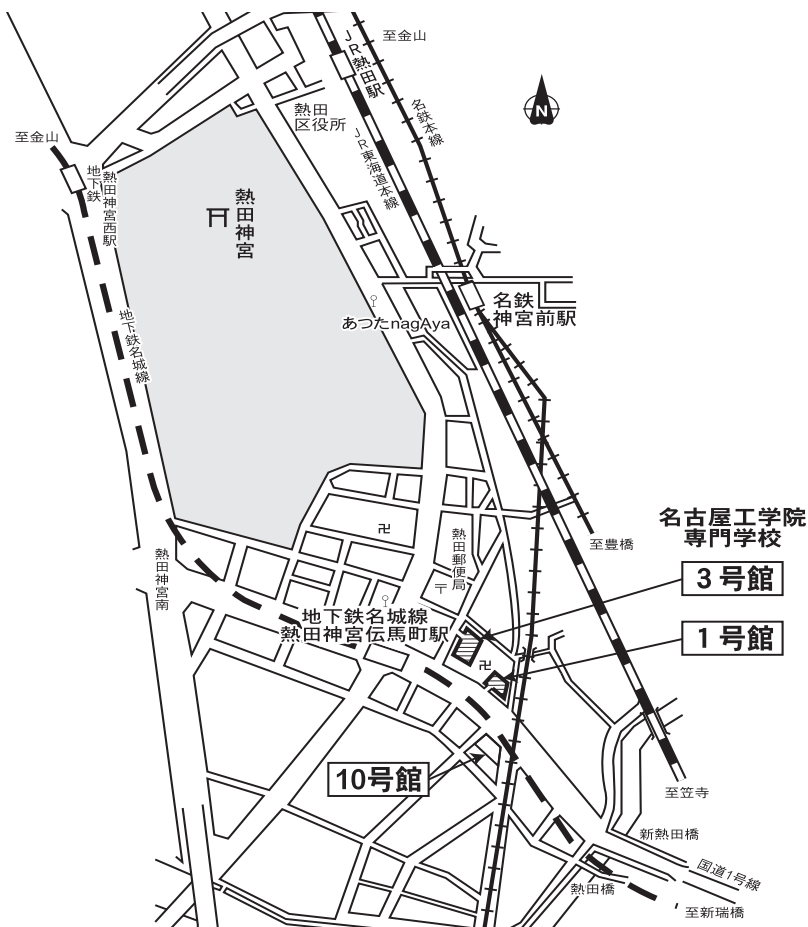 至金山
JR熱田駅
名鉄本線
N
熱田
区役所
JR東海道本線
至金山
地下鉄
熱田神宮西駅
熱田神宮
名鉄
神宮前駅
あつたnagAya
地下鉄名城線
名古屋工学院
専門学校
至豊橋
熱田郵便局
熱田神宮南
3号館
地下鉄名城線
熱田神宮伝馬町駅
1号館
10号館
至笠寺
新熱田橋
国道1号線
熱田橋
至新瑞橋